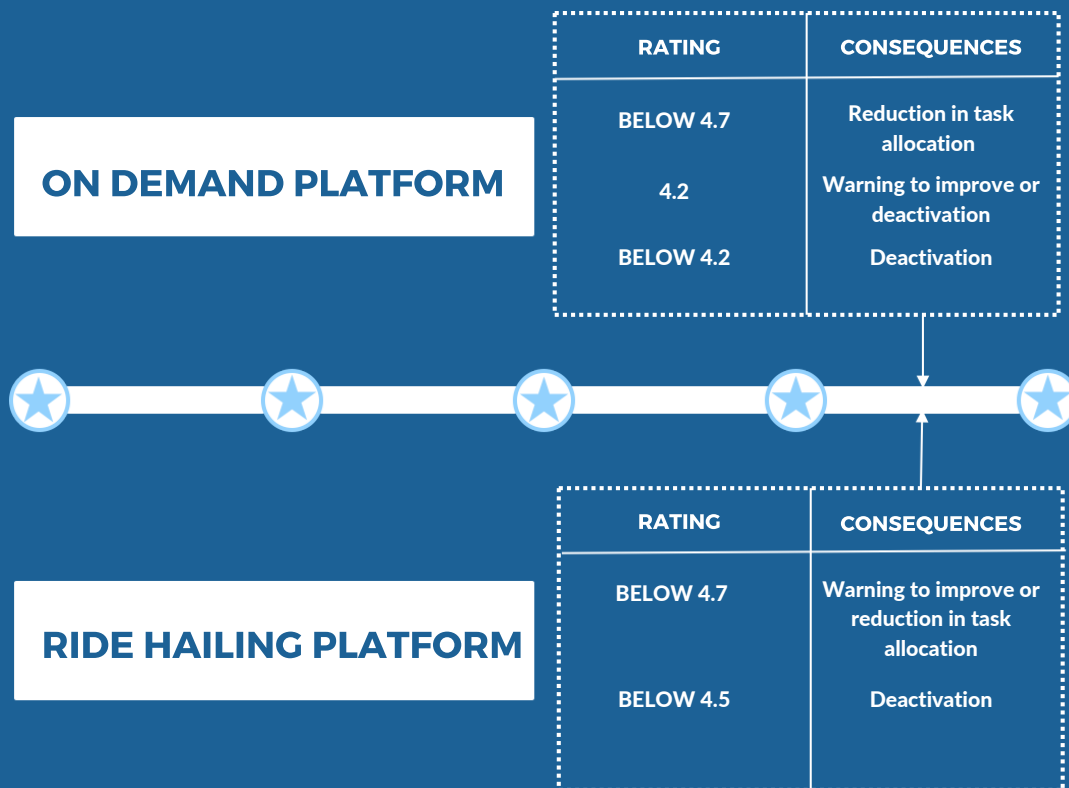 RATING CONSEQUENCES
BELOW 4.7 Reduction in task
allocation
ON DEMAND PLATFORM
4.2 Warning to improve or
deactivation
BELOW 4.2 Deactivation
RATING CONSEQUENCES
BELOW 4.7 Warning to improve or
reduction in task
allocation
RIDE HAILING PLATFORM
BELOW 4.5 Deactivation